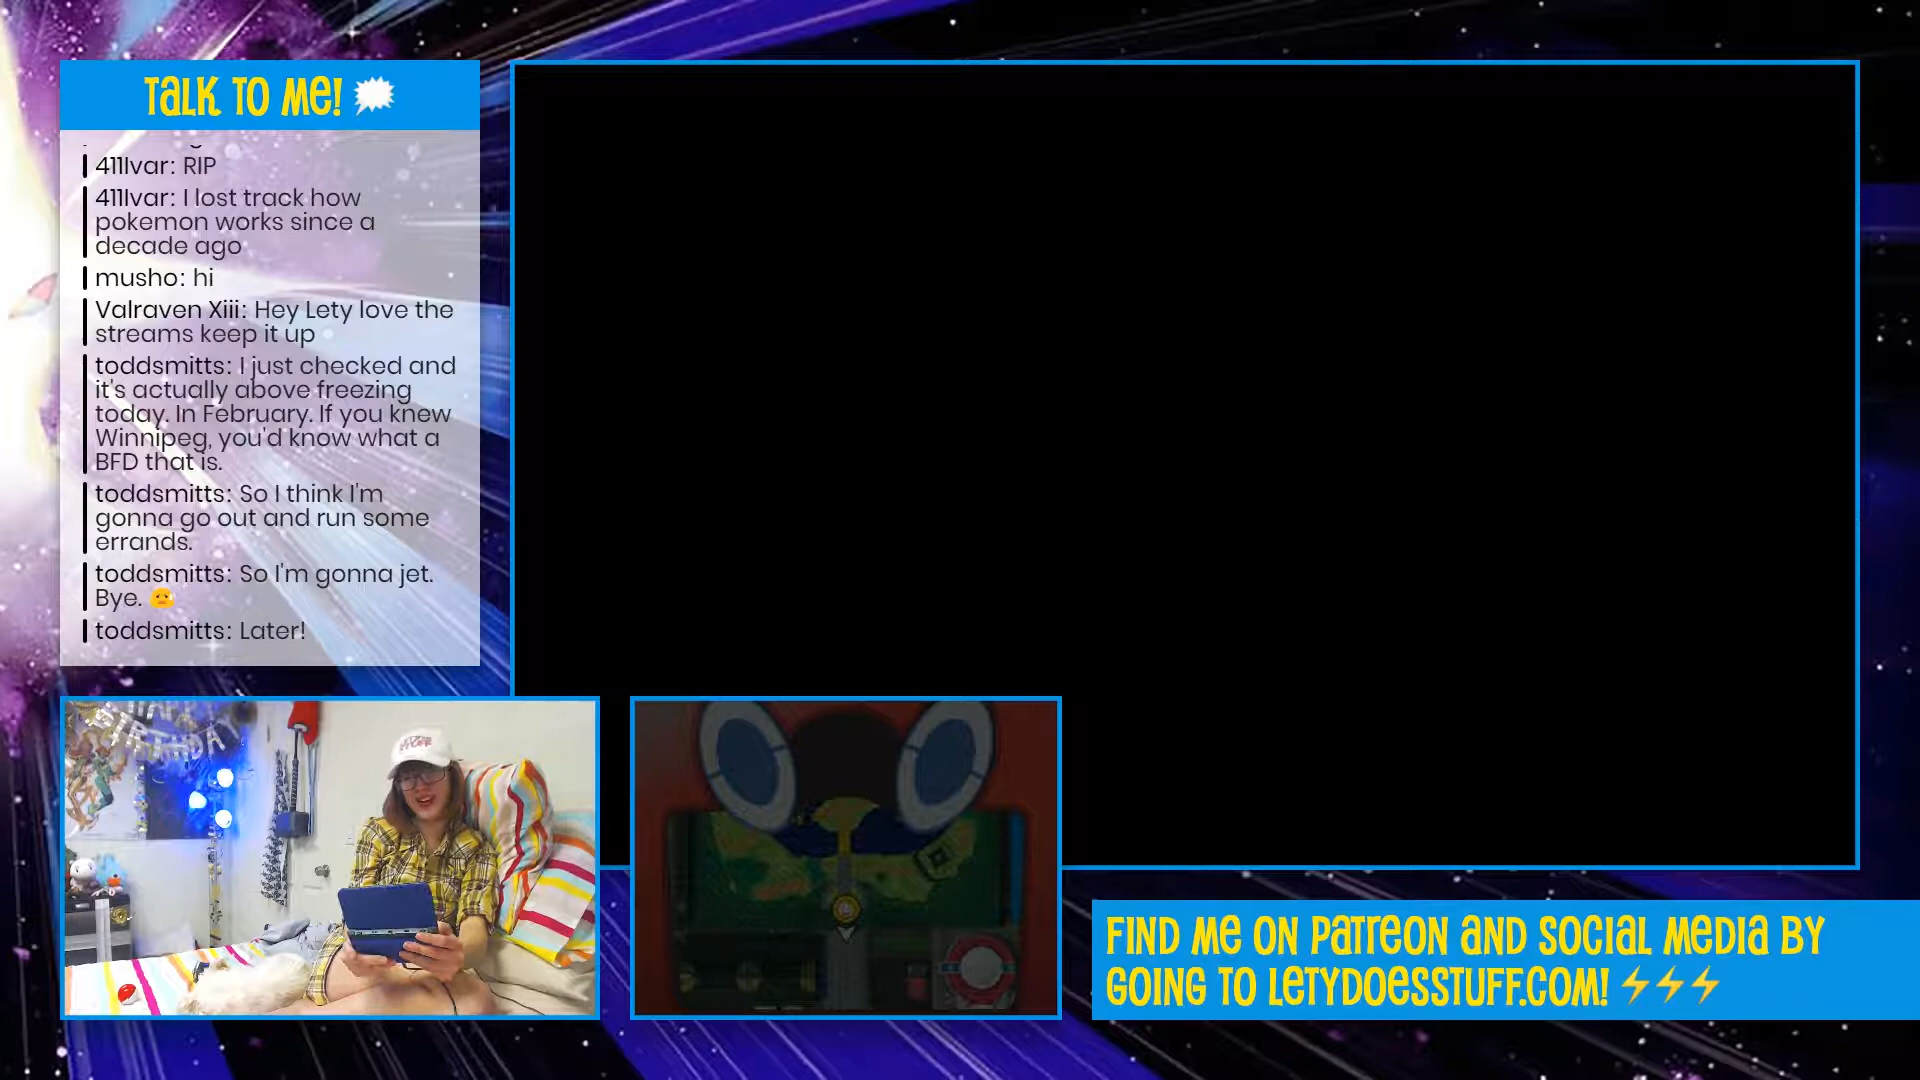 TaLK TO Me!
411Ivar: RIP
411Ivar: I lost track how
pokemon works since a
decade ago
musho: hi
Valraven Xiii: Hey Lety love the
streams keep it up
toddsmitts: I just checked and
it's actually above freezing
today. In February. If you knew
Winnipeg, you'd know what a
BFD that is.
toddsmitts: So I think I'm
gonna go out and run some
errands.
toddsmitts: So I'm gonna jet.
Bye.
toddsmitts: Later!
FIND Me ON PaTReON aND SOCIaL MeDIa BY
GOING TO LeTYDOeSSTUFF.COM!